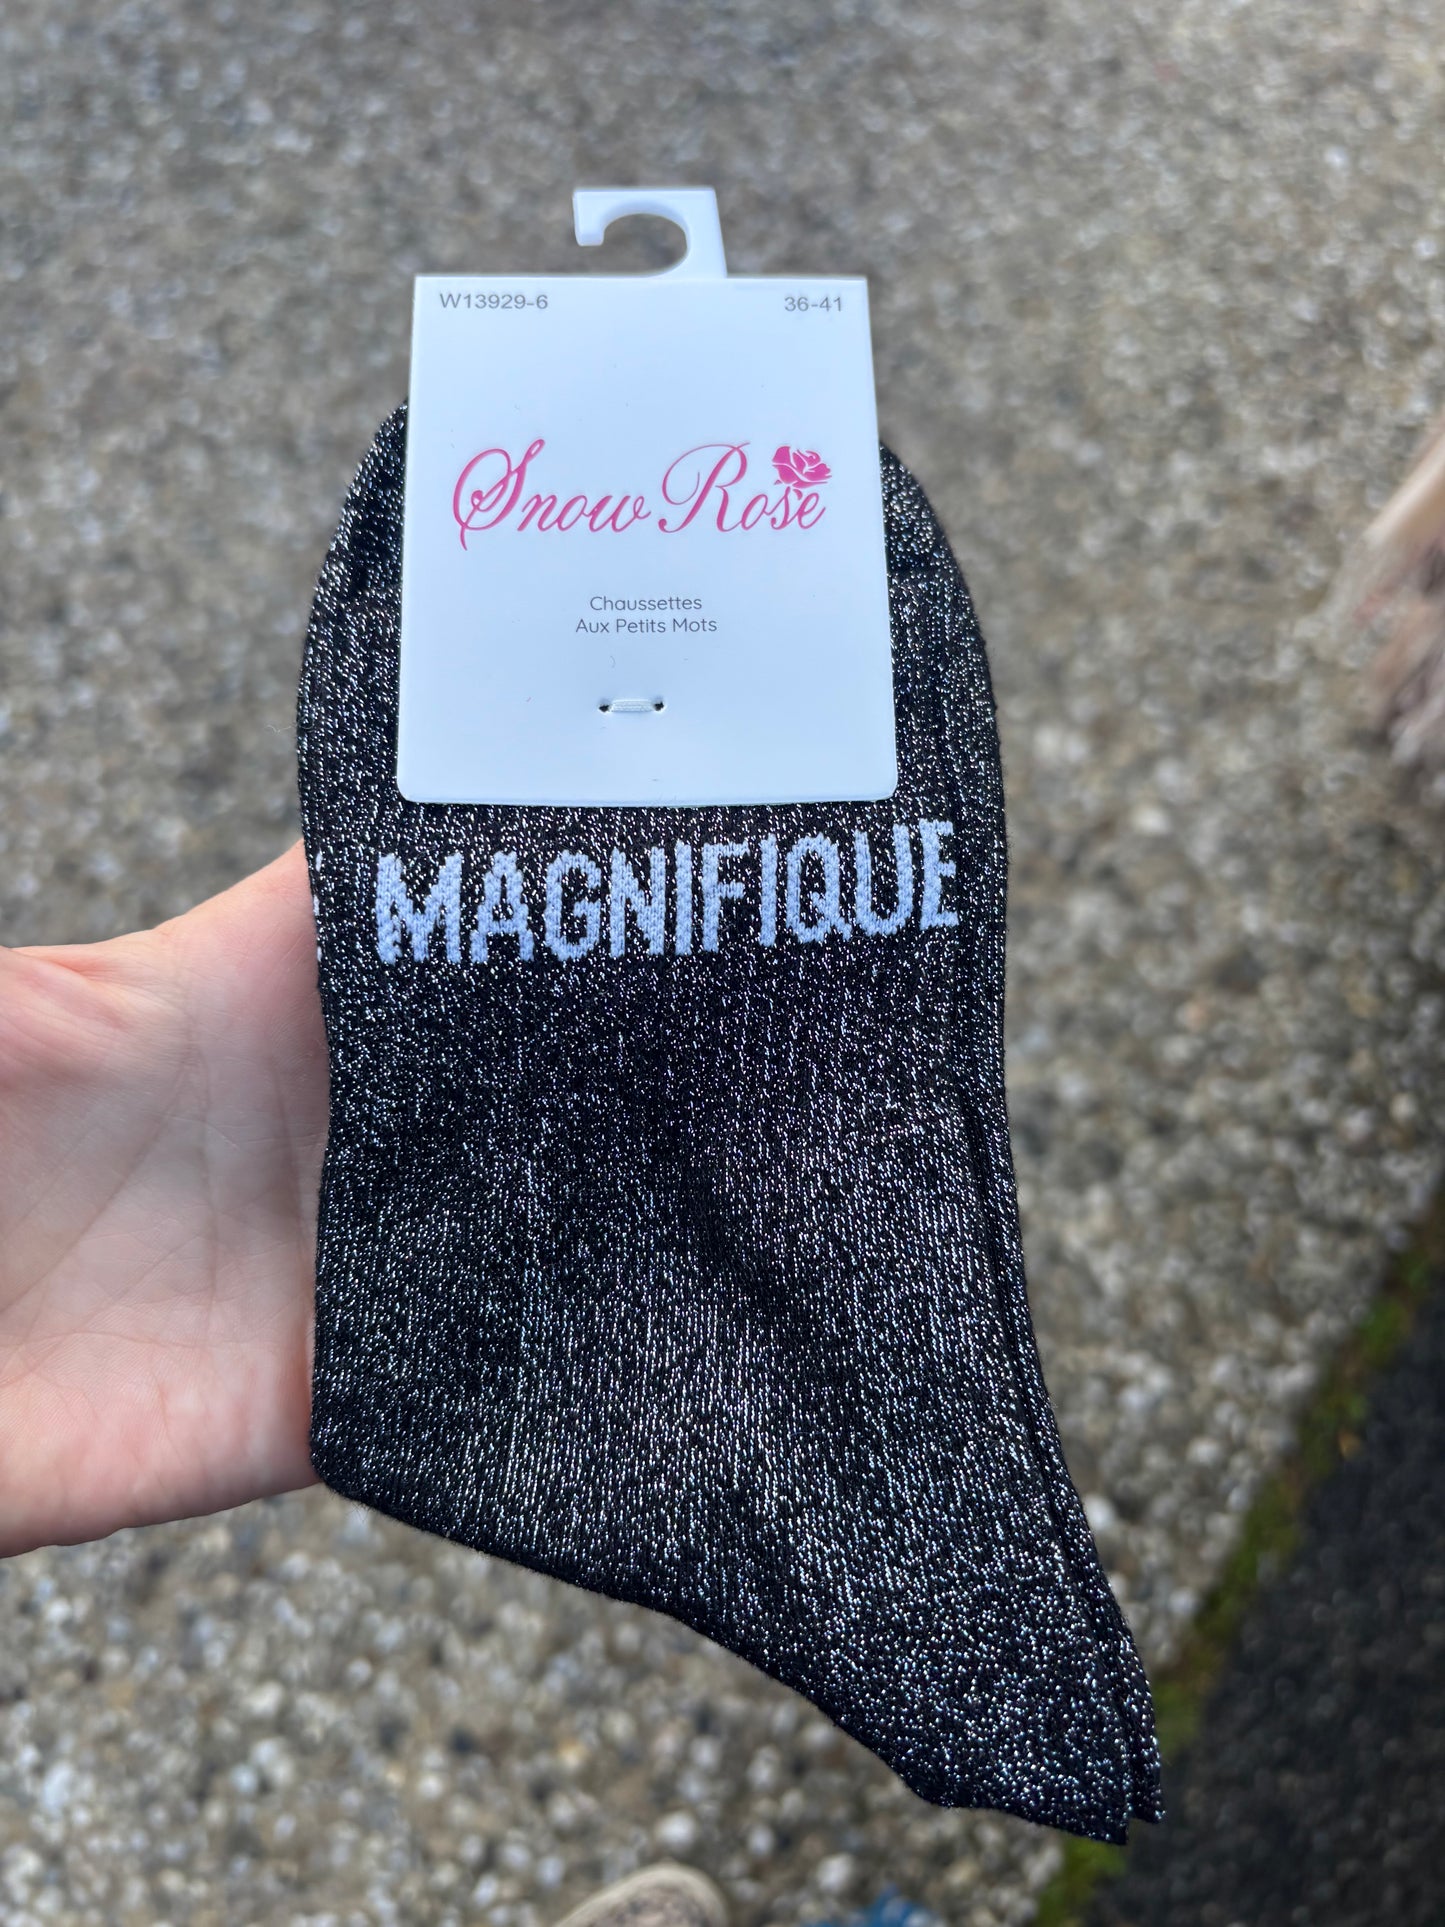 W13929-6 36-41
Snow Rose
Chaussettes
Aux Petits Mots
MAGNIFIQUE